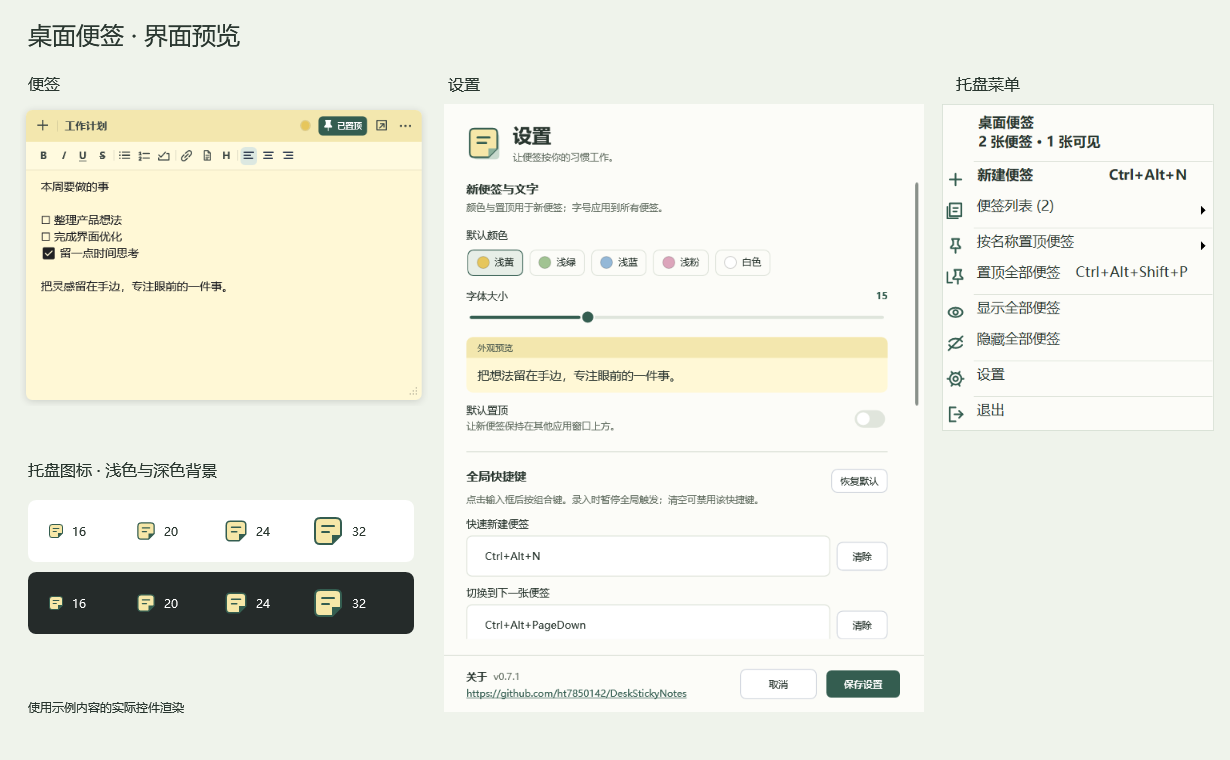 桌面便签 · 界面预览
便签
工作计划
已置顶
B I U S H
本周要做的事
整理产品想法
完成界面优化
留一点时间思考
把灵感留在手边，专注眼前的一件事。
托盘图标 · 浅色与深色背景
16 20 24 32
16 20 24 32
使用示例内容的实际控件渲染
设置
设置
让便签按你的习惯工作。
新便签与文字
颜色与置顶用于新便签；字号应用到所有便签。
默认颜色
浅黄 浅绿 浅蓝 浅粉 白色
字体大小 15
外观预览
把想法留在手边，专注眼前的一件事。
默认置顶
让新便签保持在其他应用窗口上方。
全局快捷键
恢复默认
点击输入框后按组合键。录入时暂停全局触发；清空可禁用该快捷键。
快速新建便签
Ctrl+Alt+N 清除
切换到下一张便签
Ctrl+Alt+PageDown 清除
关于 v0.7.1
https://github.com/ht7850142/DeskStickyNotes
取消 保存设置
托盘菜单
桌面便签
2 张便签 • 1 张可见
新建便签 Ctrl+Alt+N
便签列表 (2)
按名称置顶便签
置顶全部便签 Ctrl+Alt+Shift+P
显示全部便签
隐藏全部便签
设置
退出